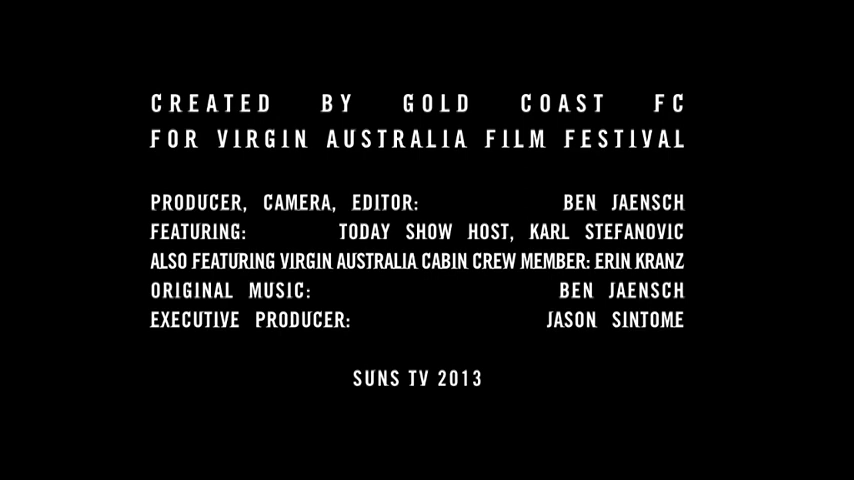 CREATED BY GOLD COAST FC
FOR VIRGIN AUSTRALIA FILM FESTIVAL
PRODUCER, CAMERA, EDITOR: BEN JAENSCH
FEATURING: TODAY SHOW HOST, KARL STEFANOVIC
ALSO FEATURING VIRGIN AUSTRALIA CABIN CREW MEMBER: ERIN KRANZ
ORIGINAL MUSIC: BEN JAENSCH
EXECUTIVE PRODUCER: JASON SINTOME
SUNS TV 2013